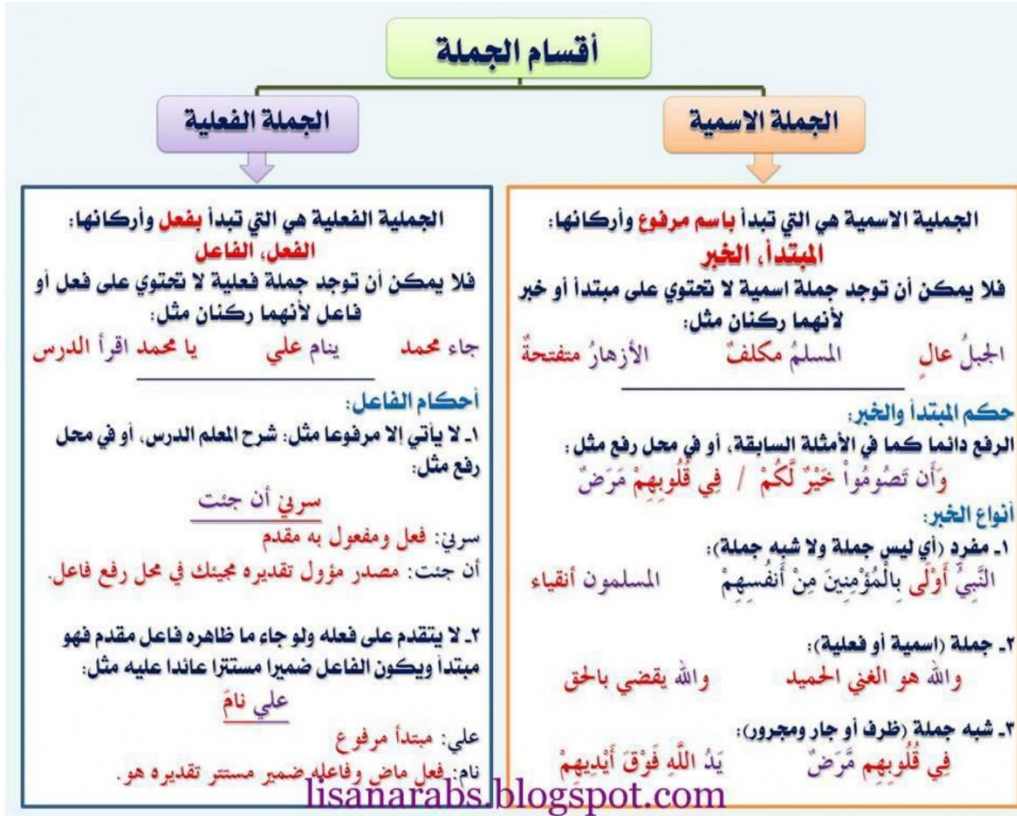 أقسام الجملة
الجملة الاسمية
الجملية الاسمية هي التي تبدأ باسم مرفوع وأركانها:
المبتدأ، الخبر
فلا يمكن أن توجد جملة اسمية لا تحتوي على مبتدأ أو خبر
لأنهما ركنان مثل:
الجبلُ عالٍ المسلمُ مكلفٌ الأزهارُ متفتحةٌ
حكم المبتدأ والخبر:
الرفع دائما كما في الأمثلة السابقة، أو في محل رفع مثل:
وَأَن تَصُومُواْ خَيْرٌ لَّكُمْ / فِي قُلُوبِهِمْ مَرَضٌ
أنواع الخبر:
١ـ مفرد (أي ليس جملة ولا شبه جملة):
النَّبِيُّ أَوْلَى بِالْمُؤْمِنِينَ مِنْ أَنفُسِهِمْ المسلمون أنقياء
٢ـ جملة (اسمية أو فعلية):
والله هو الغني الحميد والله يقضي بالحق
٣ـ شبه جملة (ظرف أو جار ومجرور):
فِي قُلُوبِهِم مَّرَضٌ يَدُ اللَّهِ فَوْقَ أَيْدِيهِمْ
الجملة الفعلية
الجملية الفعلية هي التي تبدأ بفعل وأركانها:
الفعل، الفاعل
فلا يمكن أن توجد جملة فعلية لا تحتوي على فعل أو
فاعل لأنهما ركنان مثل:
جاء محمد ينام علي يا محمد اقرأ الدرس
أحكام الفاعل:
١ـ لا يأتي إلا مرفوعا مثل: شرح المعلم الدرس، أو في محل
رفع مثل:
سرني أن جئت
سرني: فعل ومفعول به مقدم
أن جئت: مصدر مؤول تقديره مجيئك في محل رفع فاعل.
٢ـ لا يتقدم على فعله ولو جاء ما ظاهره فاعل مقدم فهو
مبتدأ ويكون الفاعل ضميرا مستترا عائدا عليه مثل:
علي نامَ
علي: مبتدأ مرفوع
نام: فعل ماض وفاعله ضمير مستتر تقديره هو.
lisanarabs.blogspot.com